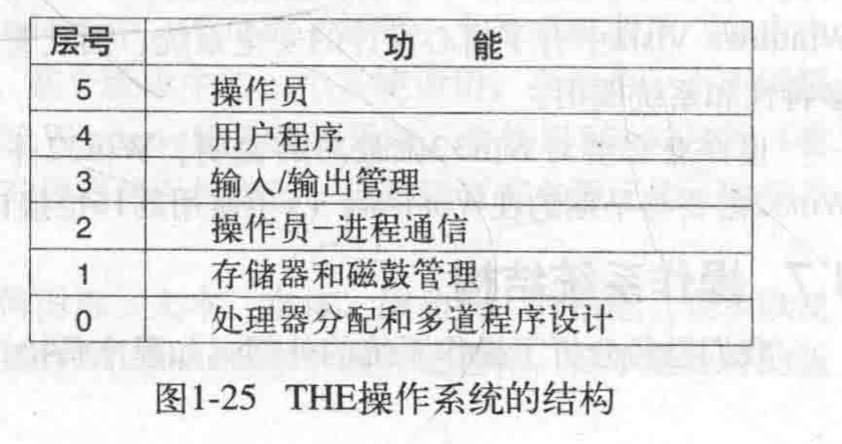 层号 功 能
5 操作员
4 用户程序
3 输入/输出管理
2 操作员-进程通信
1 存储器和磁鼓管理
0 处理器分配和多道程序设计
图1-25 THE操作系统的结构